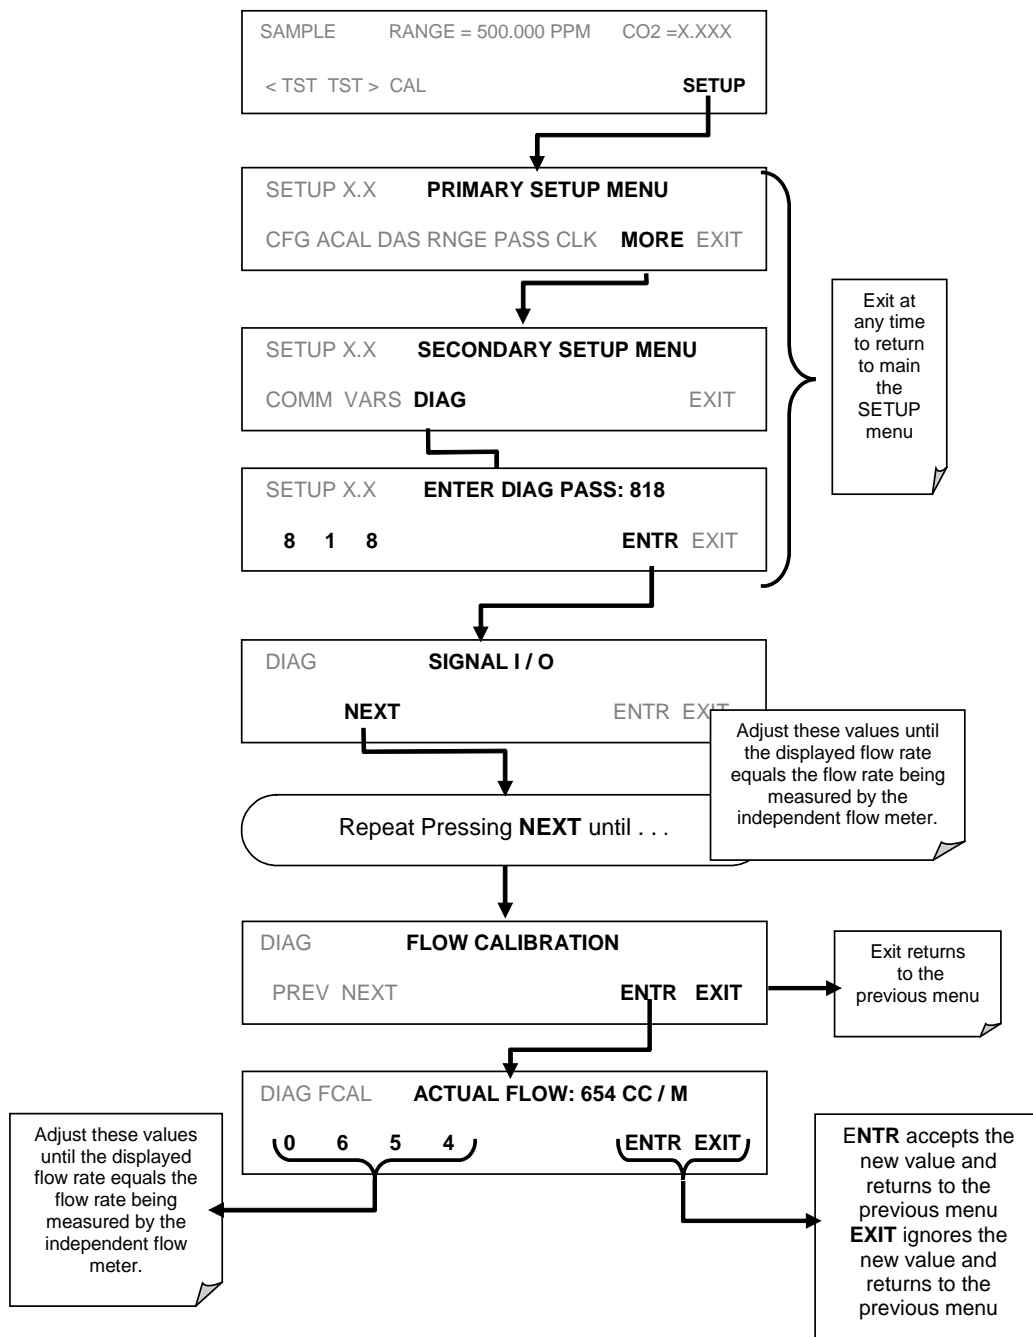 SAMPLE RANGE = 500.000 PPM CO2 =X.XXX
< TST TST > CAL SETUP
SETUP X.X PRIMARY SETUP MENU
CFG ACAL DAS RNGE PASS CLK MORE EXIT
Exit at
any time
to return
to main
the
SETUP
menu
SETUP X.X SECONDARY SETUP MENU
COMM VARS DIAG EXIT
SETUP X.X ENTER DIAG PASS: 818
8 1 8 ENTR EXIT
DIAG SIGNAL I / O
NEXT ENTR EXIT
Adjust these values until
the displayed flow rate
equals the flow rate being
measured by the
independent flow meter.
Repeat Pressing NEXT until . . .
DIAG FLOW CALIBRATION
PREV NEXT ENTR EXIT
Exit returns
to the
previous menu
DIAG FCAL ACTUAL FLOW: 654 CC / M
0 6 5 4 ENTR EXIT
Adjust these values
until the displayed
flow rate equals the
flow rate being
measured by the
independent flow
meter.
ENTR accepts the
new value and
returns to the
previous menu
EXIT ignores the
new value and
returns to the
previous menu